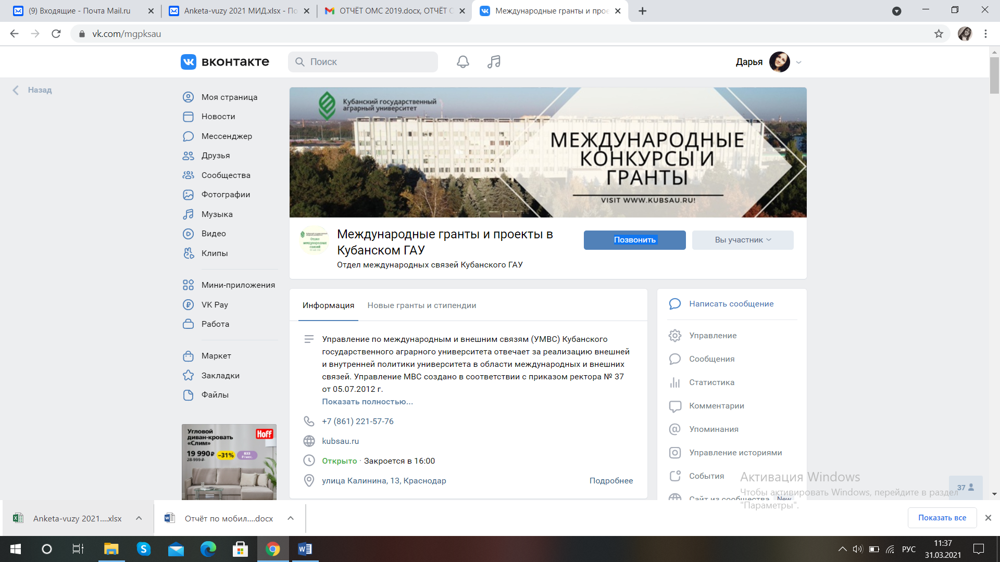 (9) Входящие - Почта Mail.ru
Anketa-vuzy 2021 МИД.xlsx - По
ОТЧЁТ ОМС 2019.docx, ОТЧЁТ С
Международные гранты и прое
vk.com/mgpksau
вконтакте
Поиск
Дарья
Назад
Моя страница
Новости
Мессенджер
Друзья
Сообщества
Фотографии
Музыка
Видео
Клипы
Мини-приложения
VK Pay
Работа
Маркет
Закладки
Файлы
Угловой
диван-кровать
«Слим»
Hoff
19 990₽
-31%
833
₽/мес.
28 999 ₽
Кубанский государственный
аграрный университет
МЕЖДУНАРОДНЫЕ
КОНКУРСЫ И
ГРАНТЫ
VISIT WWW.KUBSAU.RU!
Отдел
международных
связей
Международные гранты и проекты в
Кубанском ГАУ
Отдел международных связей Кубанского ГАУ
Позвонить
Вы участник
Информация
Новые гранты и стипендии
Управление по международным и внешним связям (УМВС) Кубанского
государственного аграрного университета отвечает за реализацию внешней
и внутренней политики университета в области международных и внешних
связей. Управление МВС создано в соответствии с приказом ректора № 37
от 05.07.2012 г.
Показать полностью...
+7 (861) 221-57-76
kubsau.ru
Открыто · Закроется в 16:00
улица Калинина, 13, Краснодар
Подробнее
Написать сообщение
Управление
Сообщения
Статистика
Комментарии
Упоминания
Управление историями
События
Сайт из сообщества New
Активация Windows
Чтобы активировать Windows, перейдите в раздел
"Параметры".
37
Anketa-vuzy 2021....xlsx
Отчёт по мобил....docx
Показать все
РУС
11:37
31.03.2021